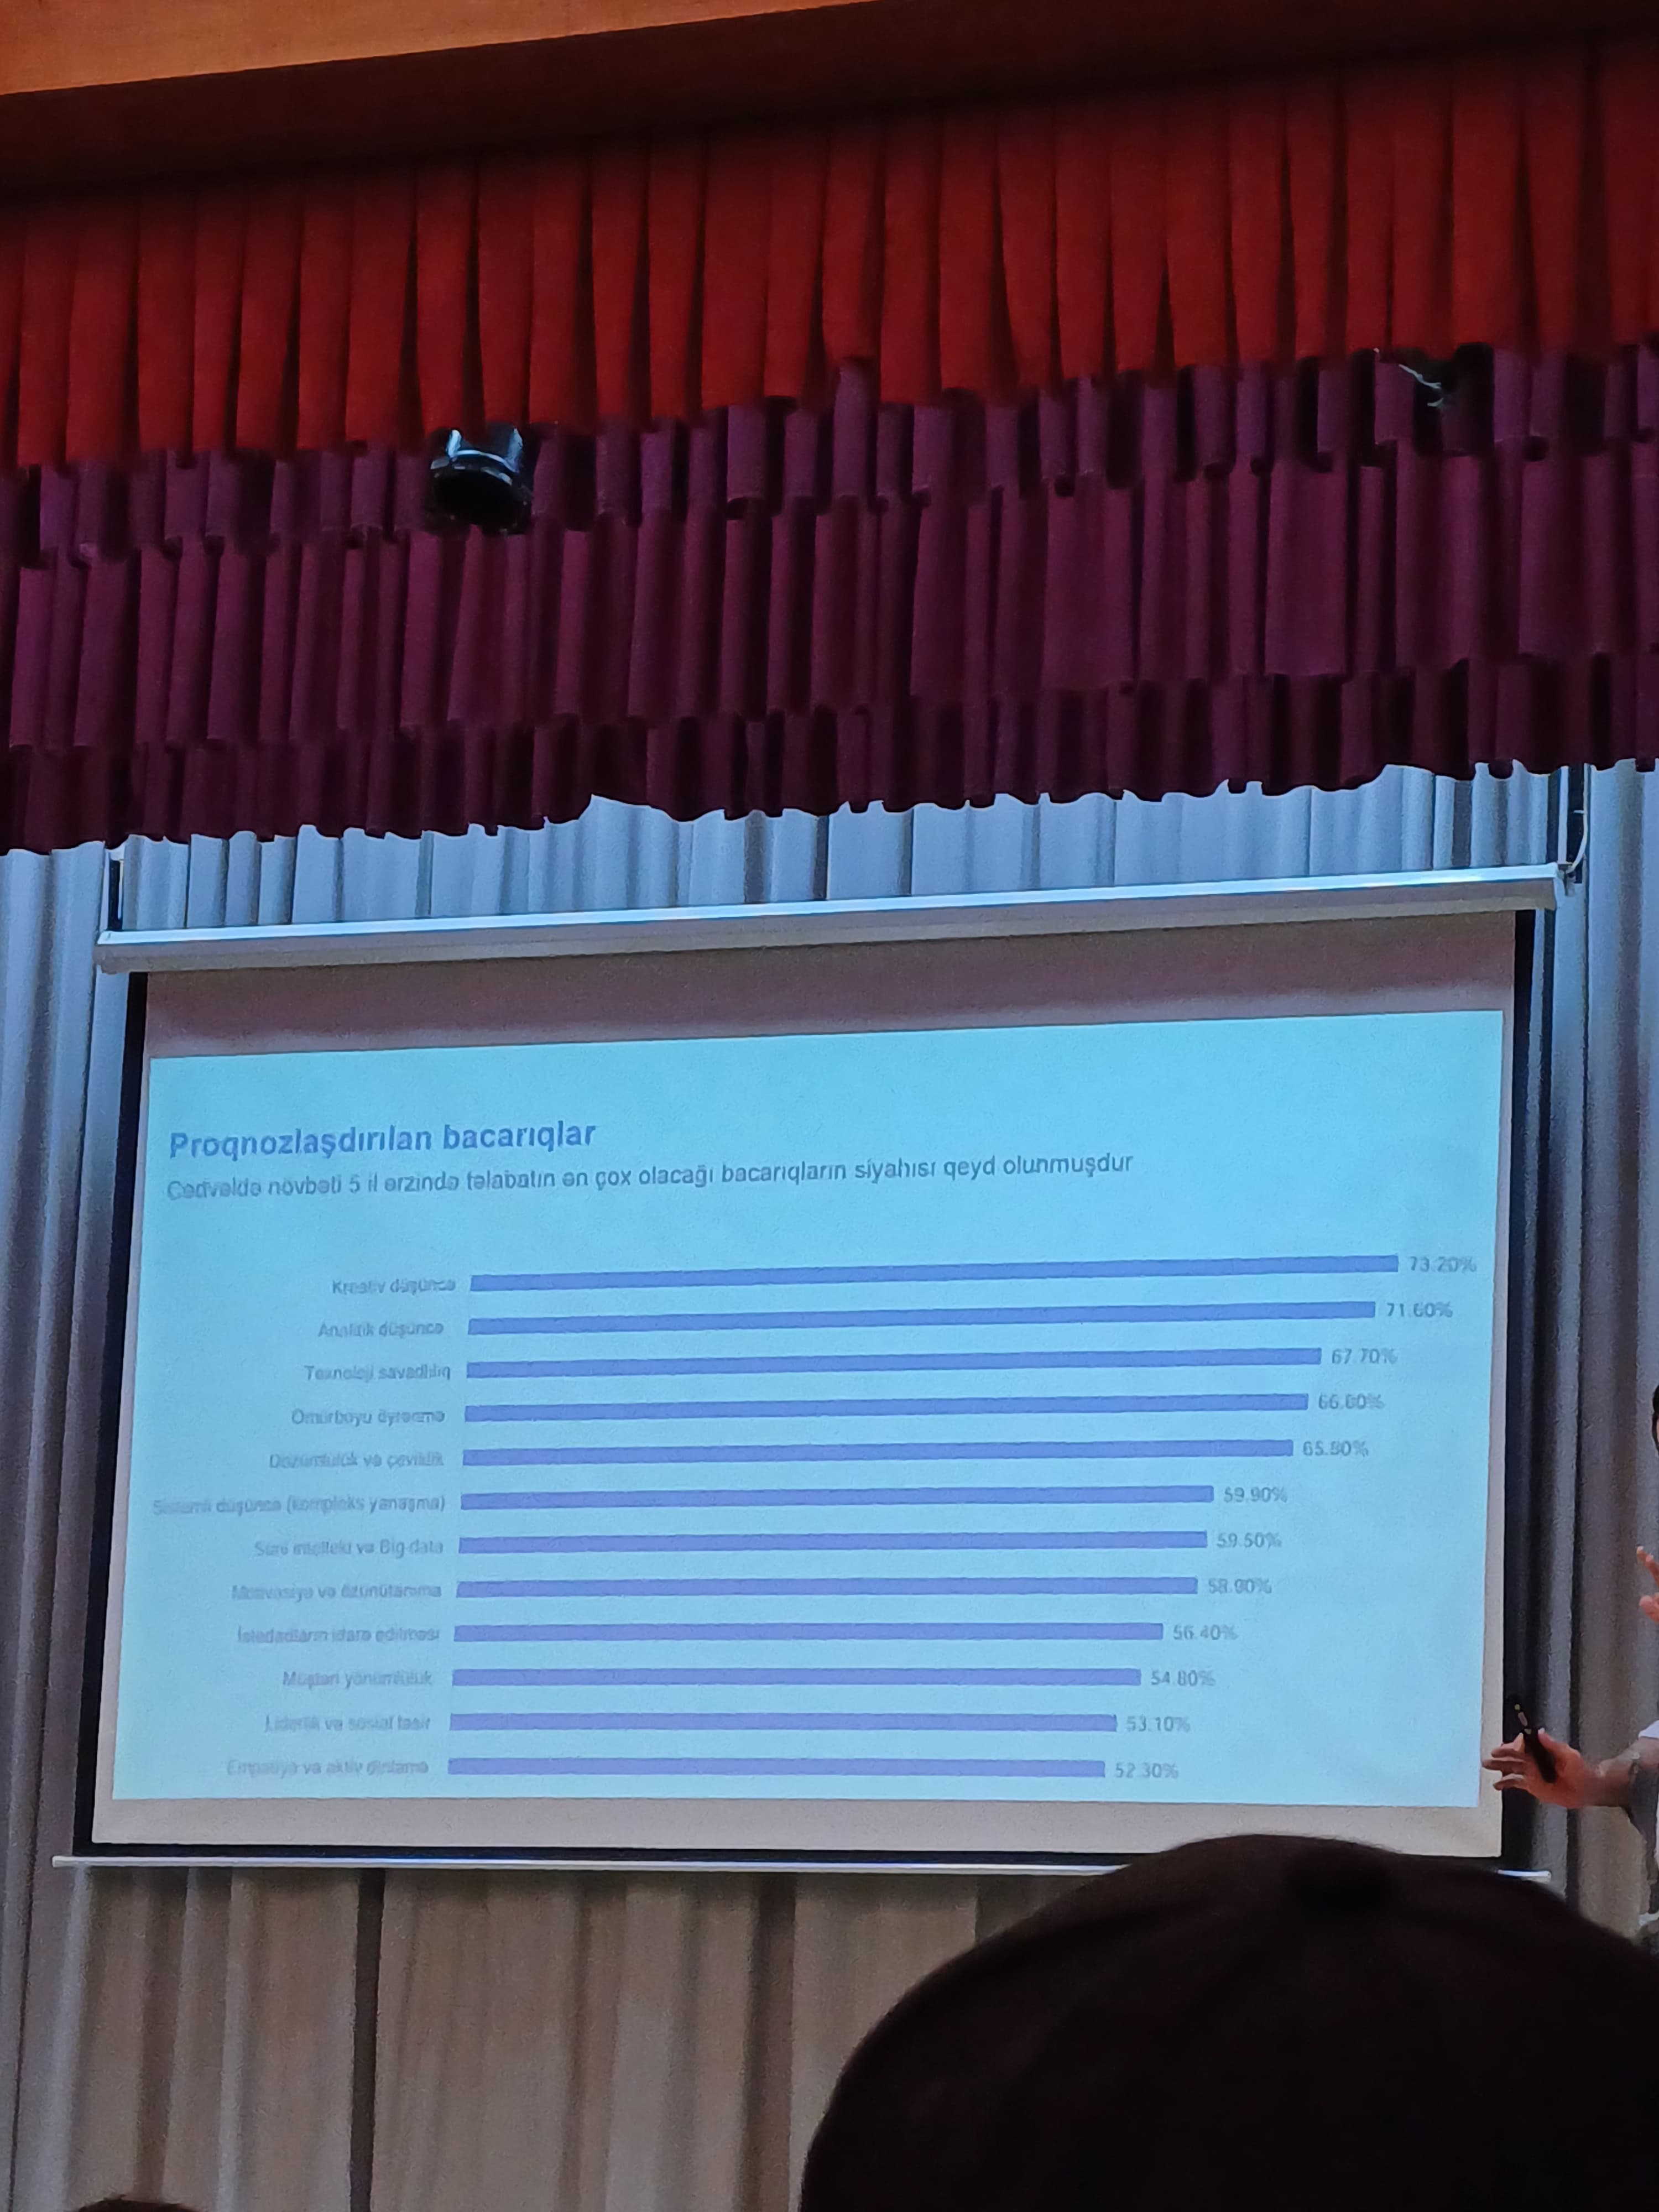 Proqnozlaşdırılan bacarıqlar
Cədvəldə növbəti 5 il ərzində tələbatın ən çox olacağı bacarıqların siyahısı qeyd olunmuşdur
Kreativ düşüncə 73.20%
Analitik düşüncə 71.60%
Texnoloji savadlılıq 67.70%
Ömürboyu öyrənmə 66.80%
Dözümlülük və çeviklik 65.80%
Sistemli düşüncə (kompleks yanaşma) 59.90%
Süni intellekt və Big-data 59.50%
Motivasiya və özünütanıma 58.90%
İstedadların idarə edilməsi 56.40%
Müştəri yönümlülük 54.80%
Liderlik və sosial təsir 53.10%
Empatiya və aktiv dinləmə 52.30%